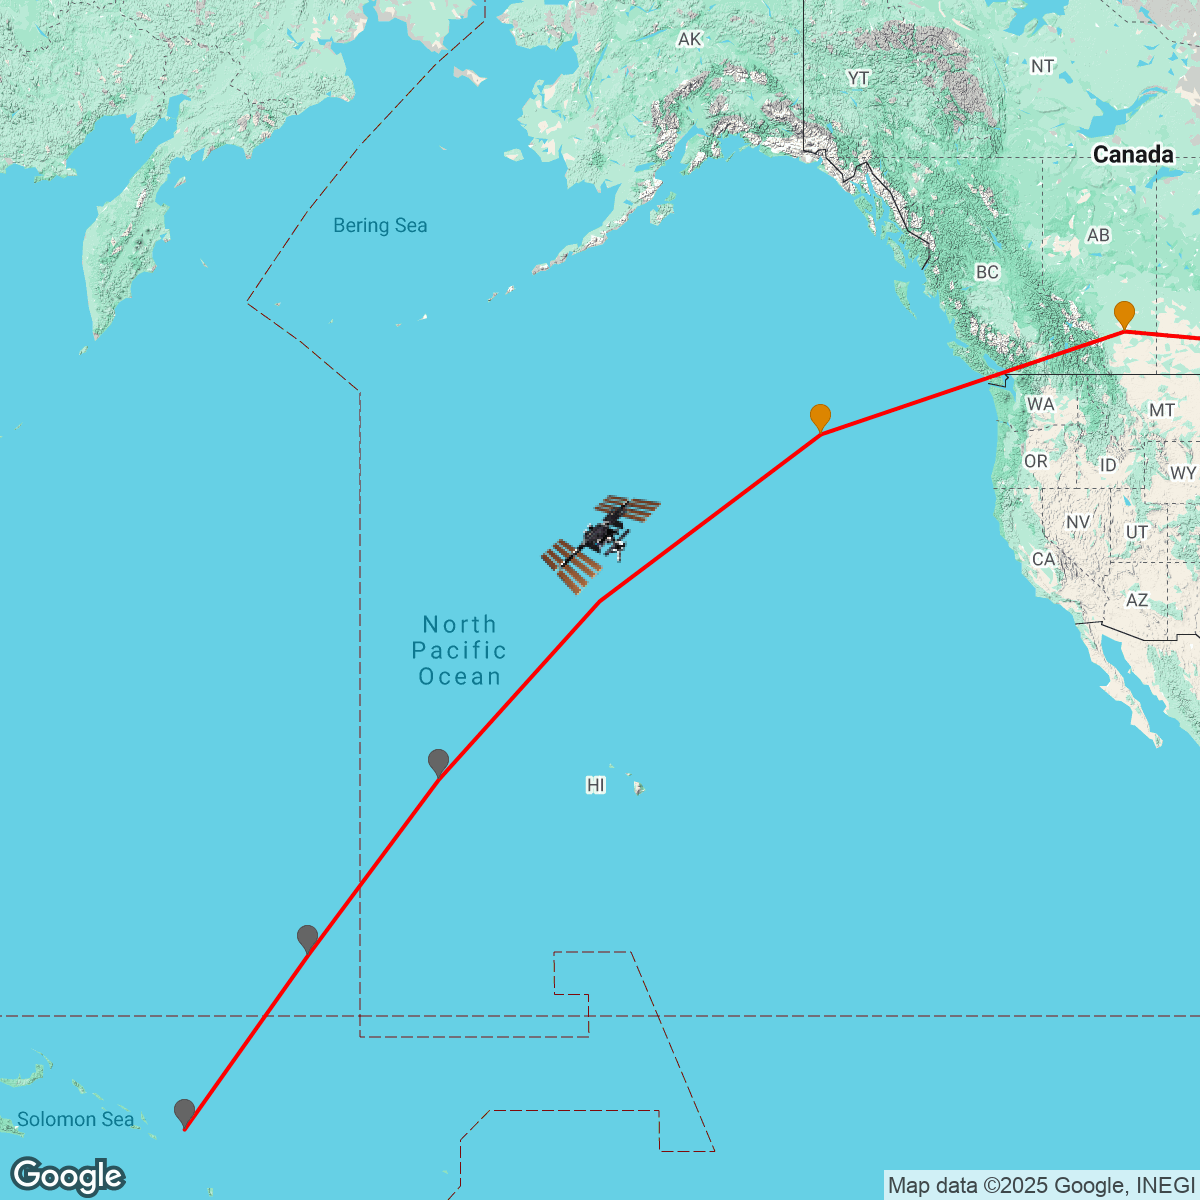 AK
YT
NT
Canada
Bering Sea
AB
BC
WA
MT
OR
ID
WY
NV
UT
CA
AZ
North
Pacific
Ocean
HI
Solomon Sea
Google
Map data ©2025 Google, INEGI